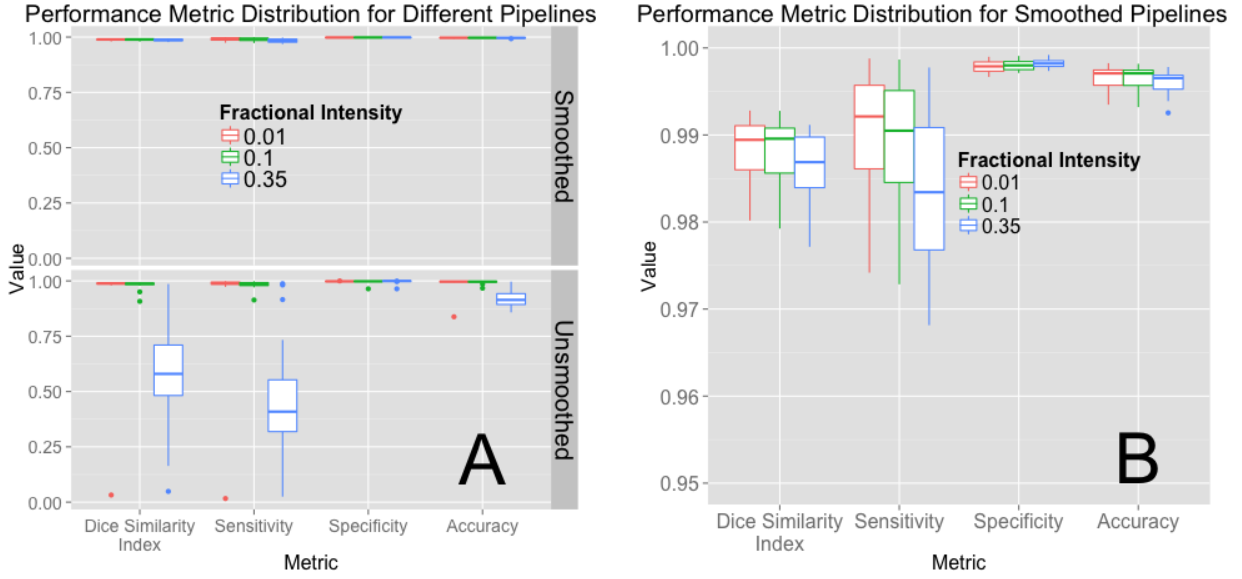 Performance Metric Distribution for Different Pipelines
1.00
0.75
0.50
0.25
0.00
Smoothed
Fractional Intensity
0.01
0.1
0.35
1.00
0.75
0.50
0.25
0.00
Unsmoothed
Value
A
Dice Similarity Index
Sensitivity
Specificity
Accuracy
Metric
Performance Metric Distribution for Smoothed Pipelines
1.00
0.99
0.98
0.97
0.96
0.95
Value
Fractional Intensity
0.01
0.1
0.35
B
Dice Similarity Index
Sensitivity
Specificity
Accuracy
Metric